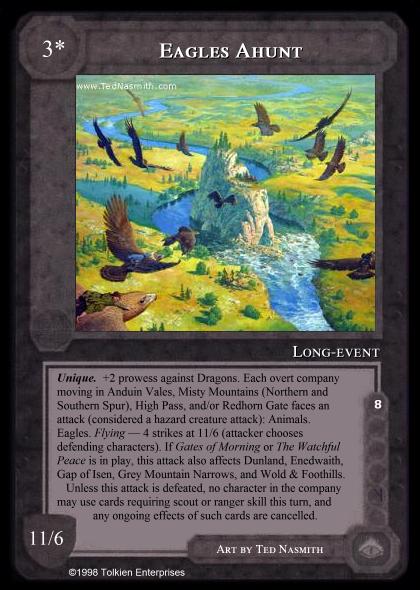 3*
Eagles Ahunt
www.TedNasmith.com
Long-event
Unique. +2 prowess against Dragons. Each overt company
moving in Anduin Vales, Misty Mountains (Northern and
Southern Spur), High Pass, and/or Redhorn Gate faces an
attack (considered a hazard creature attack): Animals.
Eagles. Flying — 4 strikes at 11/6 (attacker chooses
defending characters). If Gates of Morning or The Watchful
Peace is in play, this attack also affects Dunland, Enedwaith,
Gap of Isen, Grey Mountain Narrows, and Wold & Foothills.
Unless this attack is defeated, no character in the company
may use cards requiring scout or ranger skill this turn, and
any ongoing effects of such cards are cancelled.
8
11/6
Art by Ted Nasmith
©1998 Tolkien Enterprises